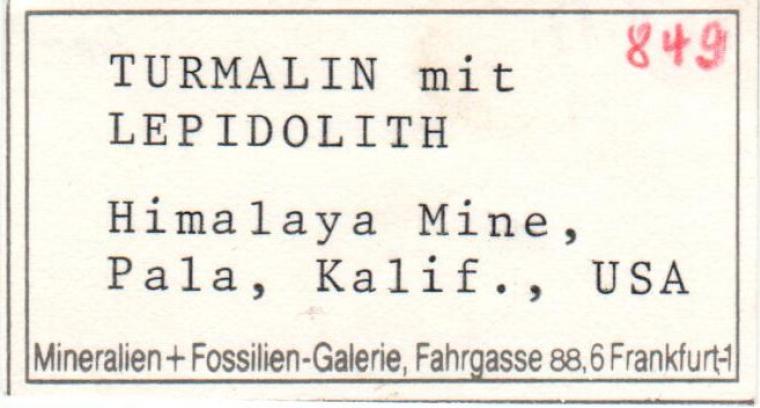 849
TURMALIN mit
LEPIDOLITH
Himalaya Mine,
Pala, Kalif., USA
Mineralien + Fossilien-Galerie, Fahrgasse 88, 6 Frankfurt-1